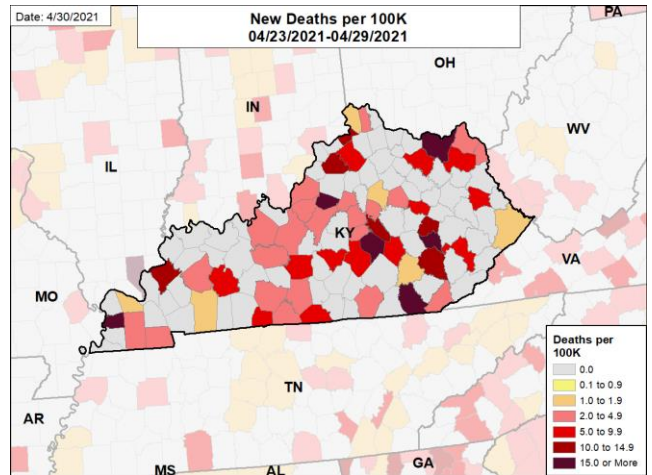 Date: 4/30/2021
New Deaths per 100K
04/23/2021-04/29/2021
PA
OH
IN
WV
IL
KY
VA
MO
TN
AR
MS
AL
GA
Deaths per
100K
0.0
0.1 to 0.9
1.0 to 1.9
2.0 to 4.9
5.0 to 9.9
10.0 to 14.9
15.0 or More